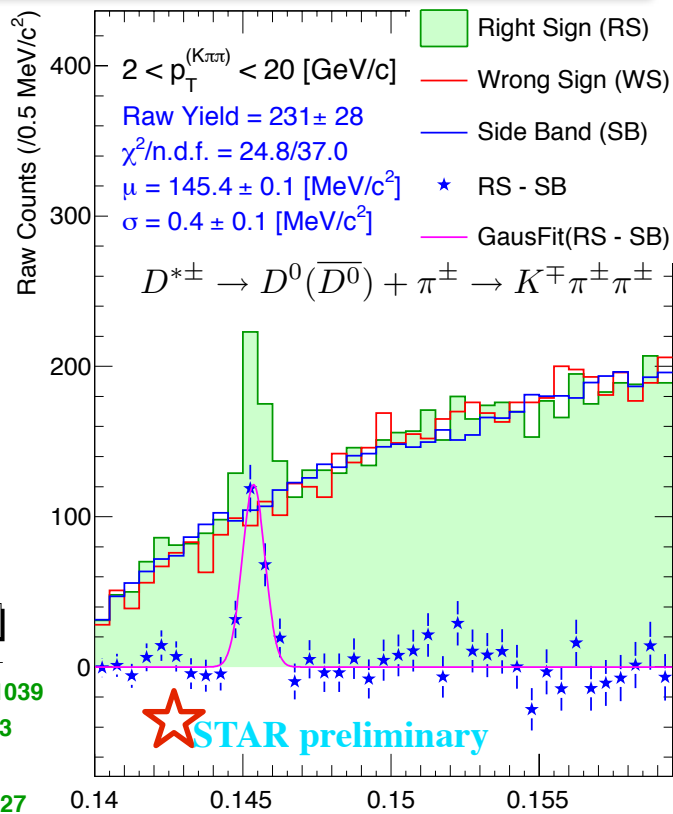 Raw Counts (/0.5 MeV/c²)
400
300
200
100
0
2 < p_T^(Kππ) < 20 [GeV/c]
Raw Yield = 231± 28
χ²/n.d.f. = 24.8/37.0
μ = 145.4 ± 0.1 [MeV/c²]
σ = 0.4 ± 0.1 [MeV/c²]
Right Sign (RS)
Wrong Sign (WS)
Side Band (SB)
RS - SB
GausFit(RS - SB)
D*± → D⁰(D̅⁰) + π± → K∓π±π±
STAR preliminary
0.14
0.145
0.15
0.155
039
3
27